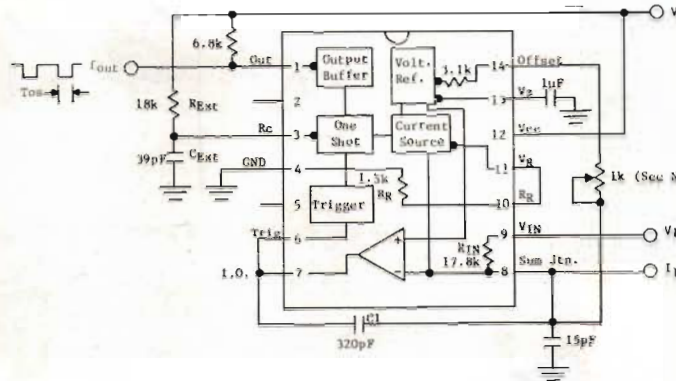 6.8k
fout
Tos
18k
RExt
39pF
CExt
Out
Rc
GND
Trig
I.O.
1
2
3
4
5
6
7
Output Buffer
One Shot
Trigger
1.3k
RR
Volt. Ref.
Current Source
3.1k
+
−
RIN
17.8k
14
13
12
11
10
9
8
Offset
1uF
Vcc
VR
RR
VIN
Sum Jtn.
1k (See N
C1
320pF
15pF
V